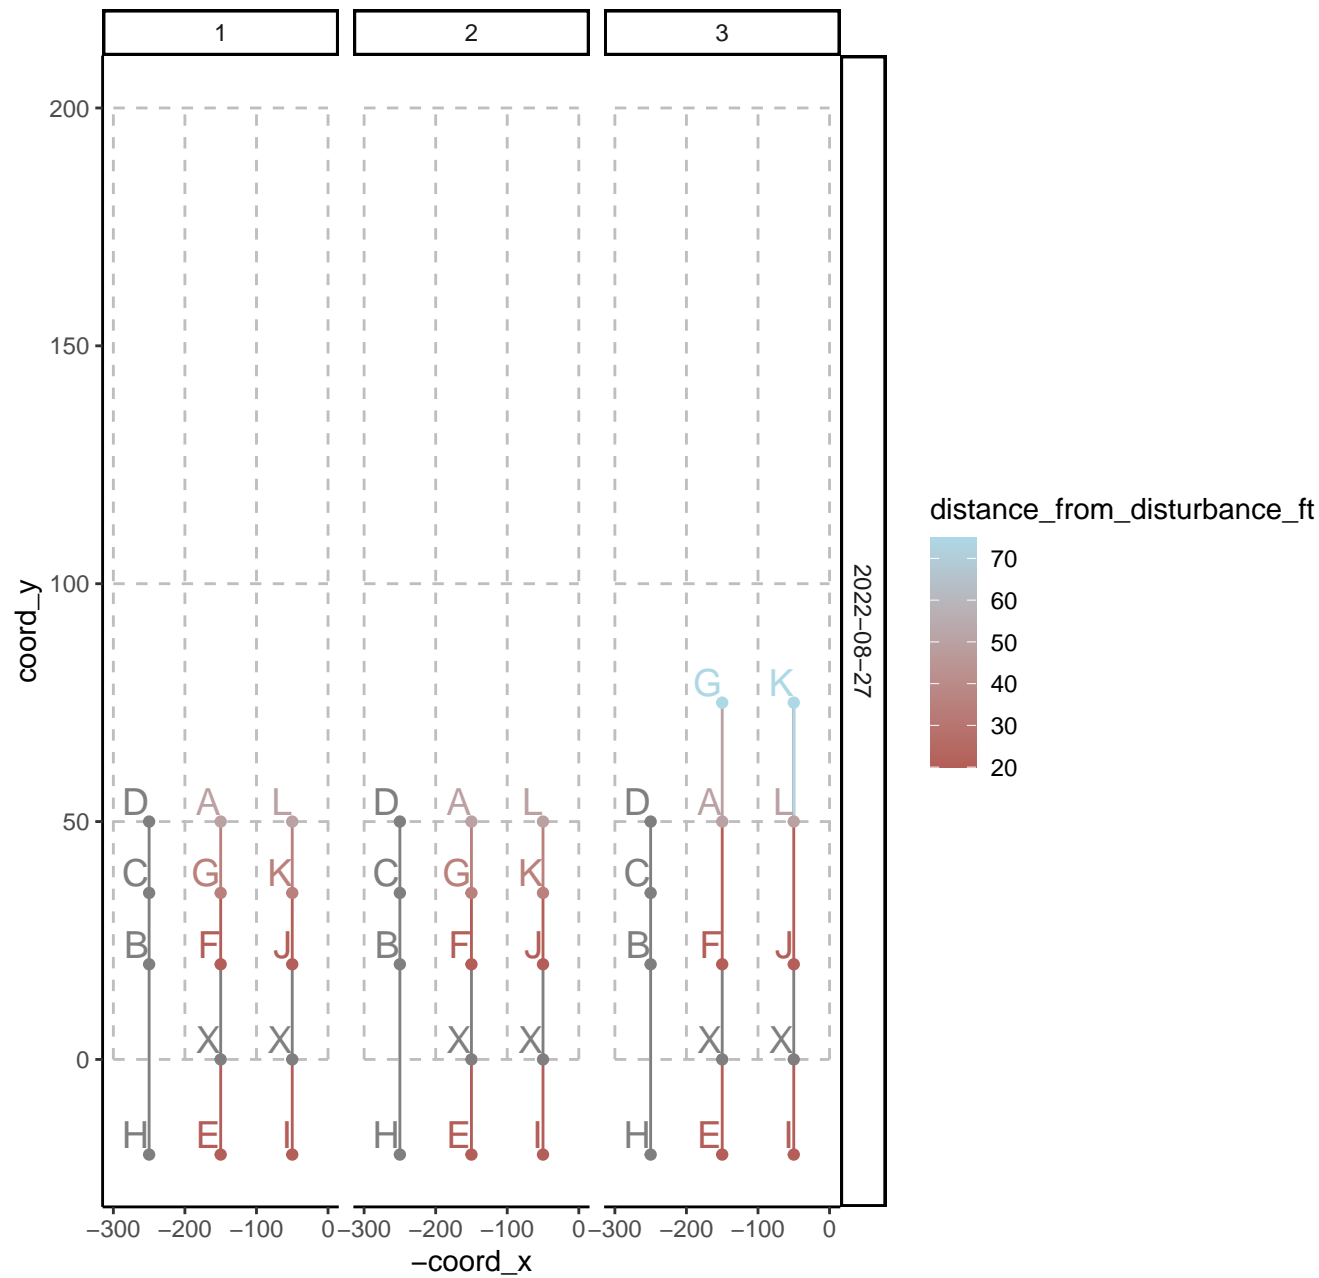 1 2 3
200
150
100
50
0
coord_y
D A L D A L D A L
C G K C G K C G K
B F J B F J B F J
X X X X X X
H E I H E I H E I
−300 −200 −100 0 −300 −200 −100 0 −300 −200 −100 0
−coord_x
2022−08−27
distance_from_disturbance_ft
70
60
50
40
30
20